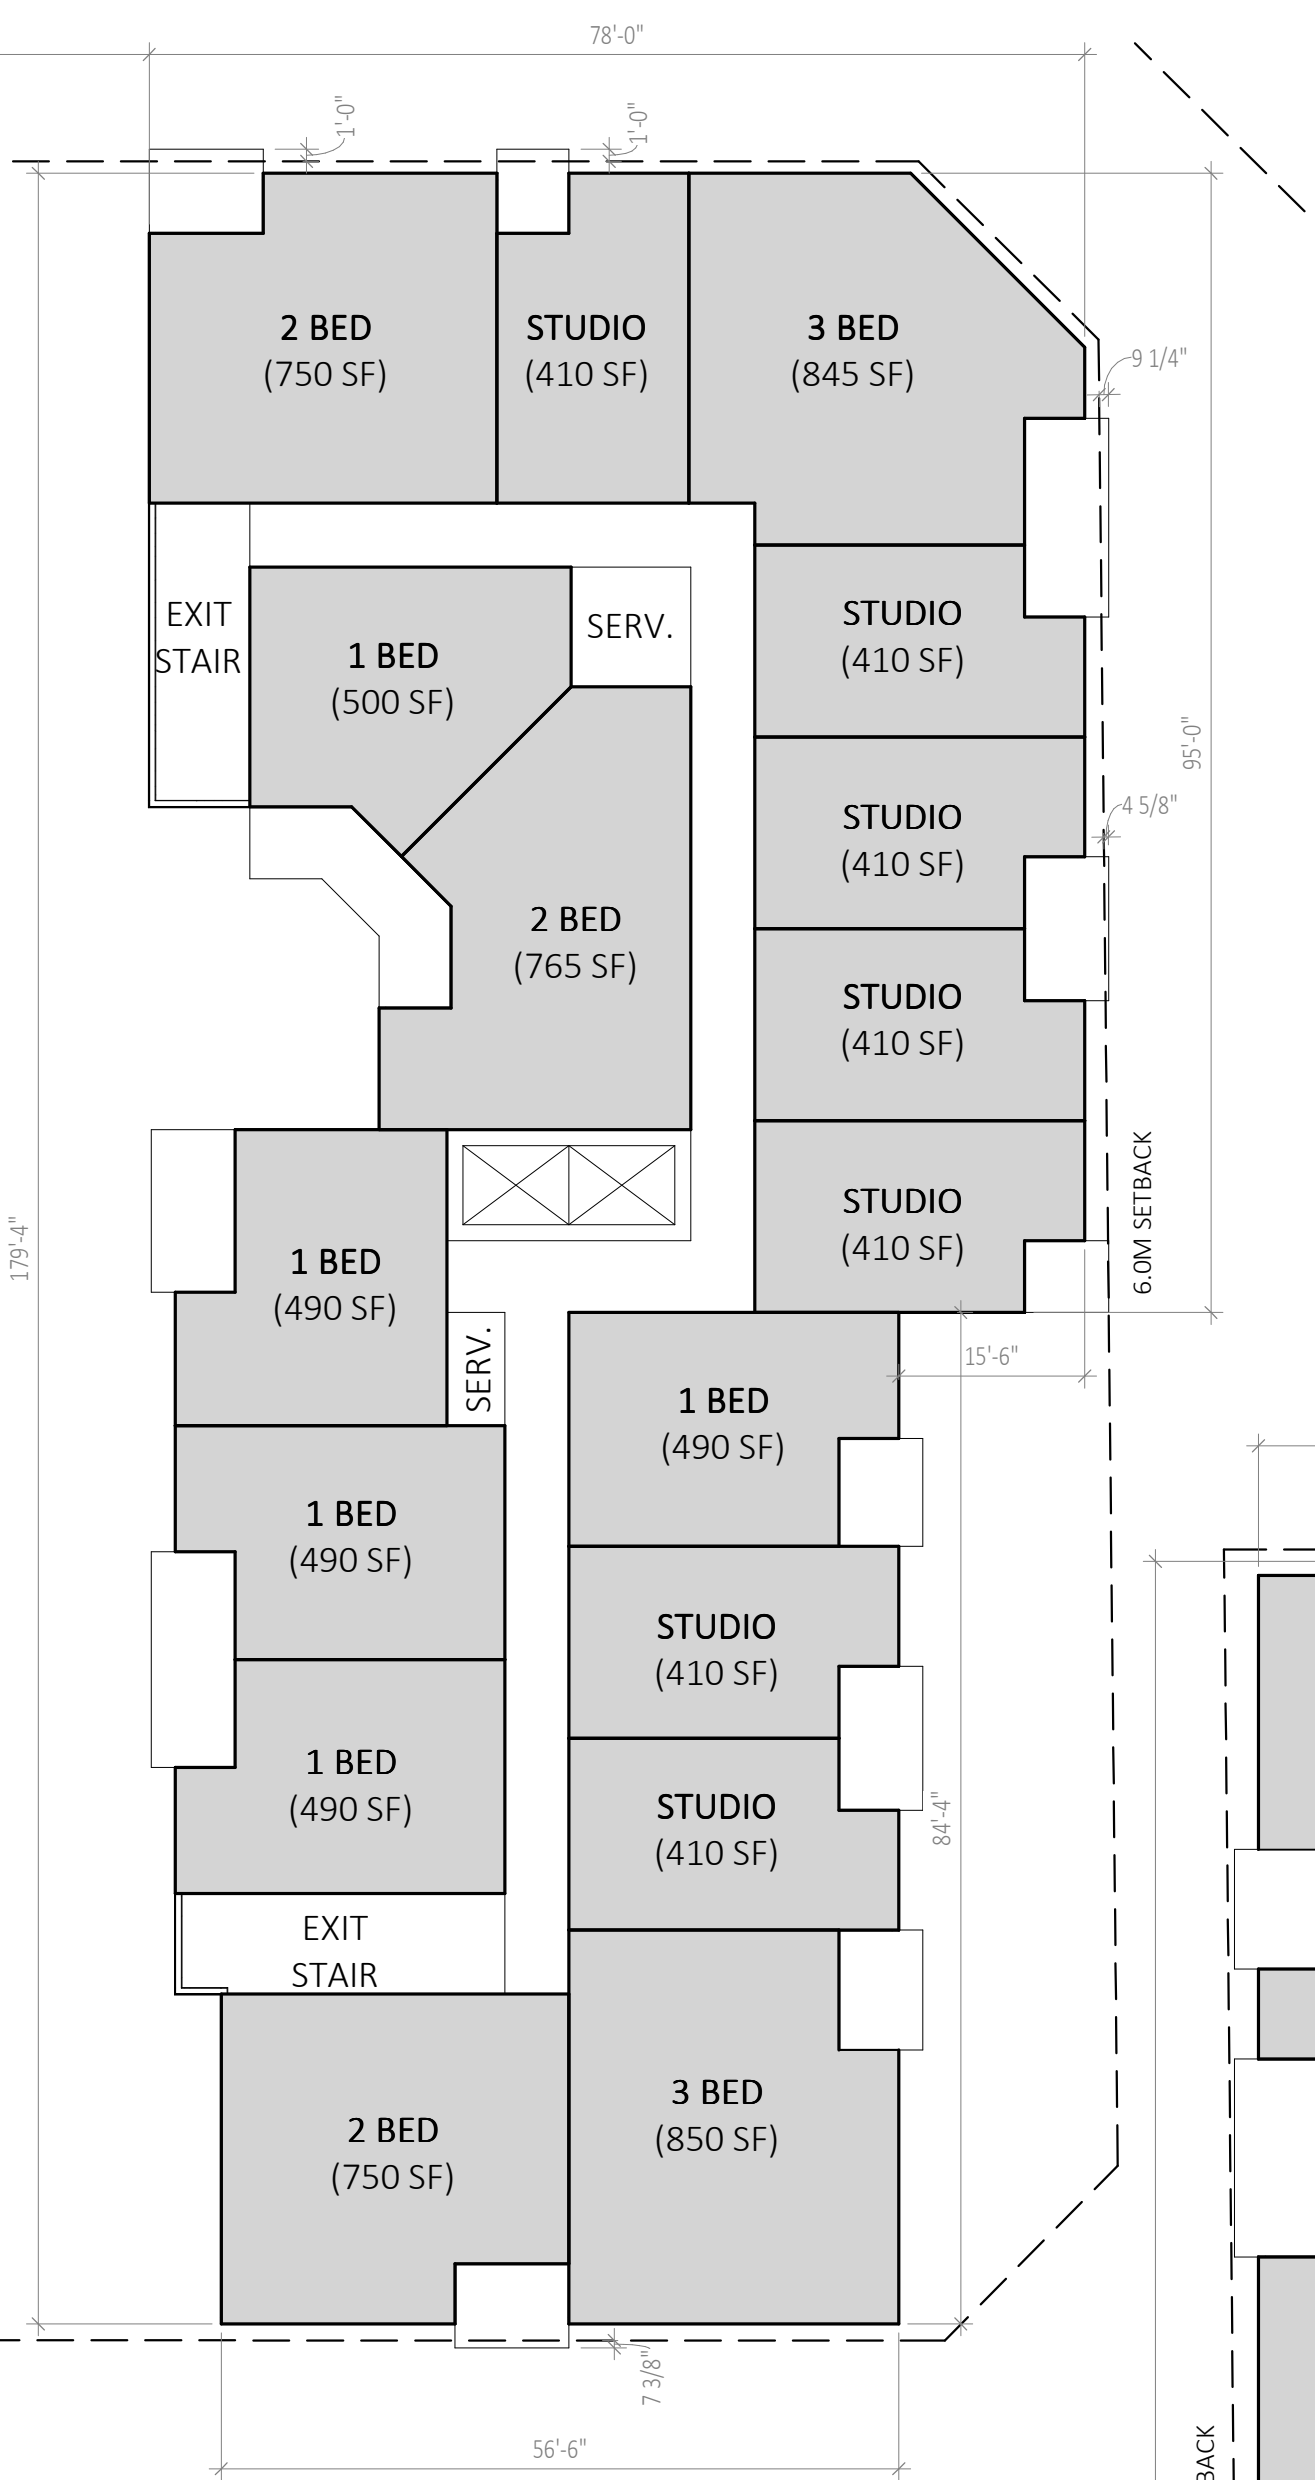 78'-0"
1'-0"
1'-0"
2 BED
(750 SF)
STUDIO
(410 SF)
3 BED
(845 SF)
9 1/4"
EXIT
STAIR
1 BED
(500 SF)
SERV.
STUDIO
(410 SF)
95'-0"
STUDIO
(410 SF)
4 5/8"
2 BED
(765 SF)
STUDIO
(410 SF)
STUDIO
(410 SF)
6.0M SETBACK
179'-4"
1 BED
(490 SF)
SERV.
15'-6"
1 BED
(490 SF)
1 BED
(490 SF)
STUDIO
(410 SF)
1 BED
(490 SF)
STUDIO
(410 SF)
84'-4"
EXIT
STAIR
3 BED
(850 SF)
2 BED
(750 SF)
7 3/8"
56'-6"
BACK